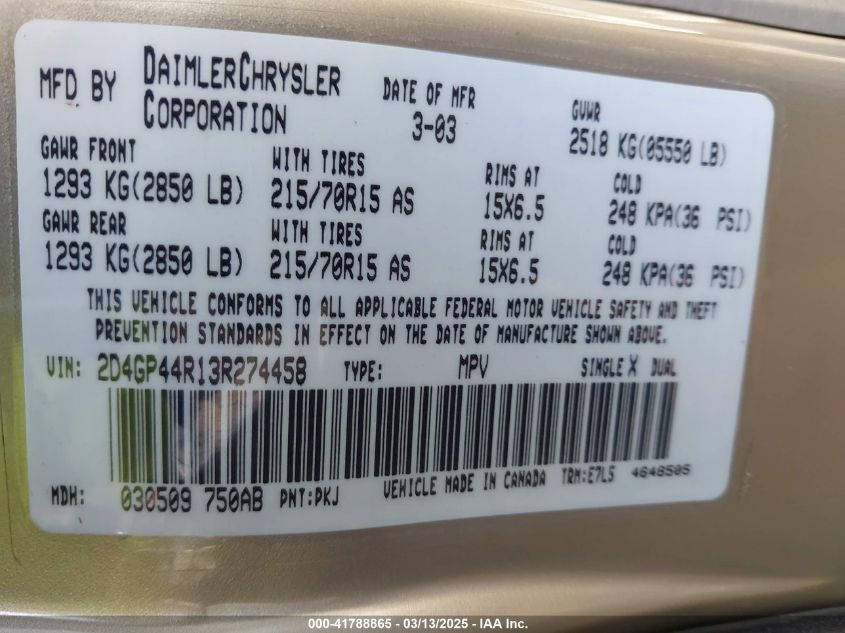 MFD BY DAIMLERCHRYSLER CORPORATION DATE OF MFR 3-03 GVWR 2518 KG(05550 LB)
GAWR FRONT WITH TIRES RIMS AT COLD
1293 KG(2850 LB) 215/70R15 AS 15X6.5 248 KPA(36 PSI)
GAWR REAR WITH TIRES RIMS AT COLD
1293 KG(2850 LB) 215/70R15 AS 15X6.5 248 KPA(36 PSI)
THIS VEHICLE CONFORMS TO ALL APPLICABLE FEDERAL MOTOR VEHICLE SAFETY AND THEFT
PREVENTION STANDARDS IN EFFECT ON THE DATE OF MANUFACTURE SHOWN ABOVE.
VIN: 2D4GP44R13R274458 TYPE: MPV SINGLE X DUAL
MDH: 030509 750AB PNT:PKJ VEHICLE MADE IN CANADA TRM:E7L5 4648505
000-41788865 / 03/13/2025 - IAA Inc.